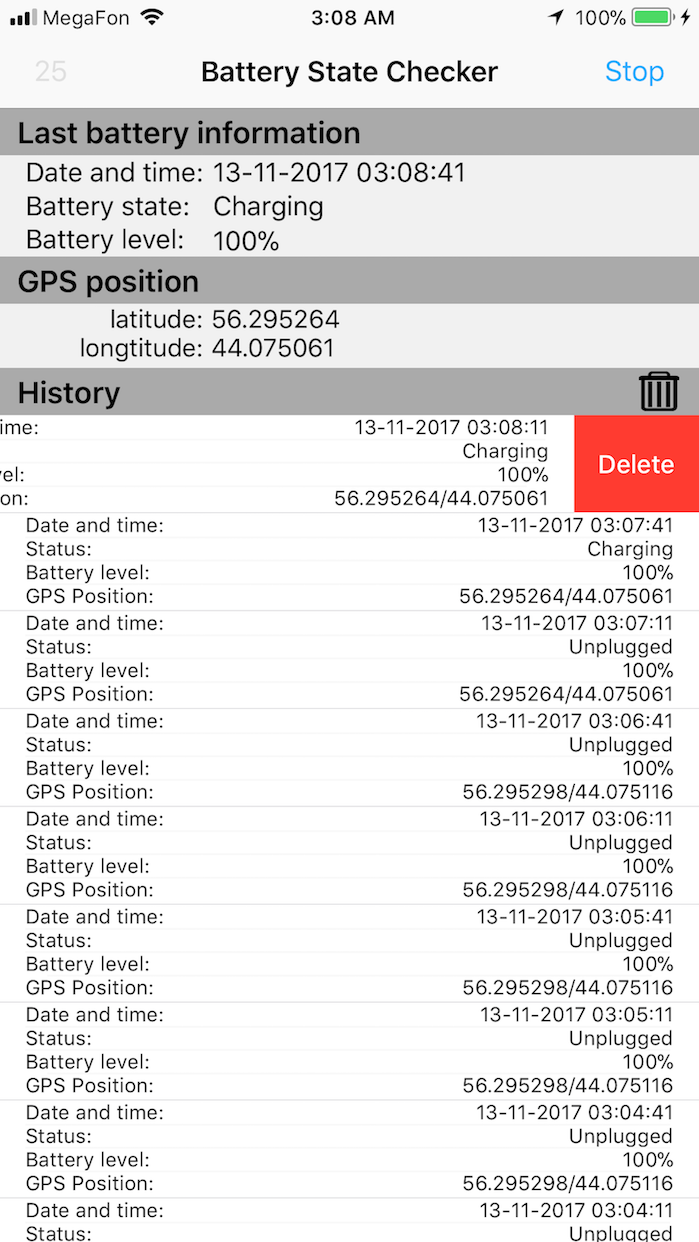 MegaFon 3:08 AM 100%
25 Battery State Checker Stop
Last battery information
Date and time: 13-11-2017 03:08:41
Battery state: Charging
Battery level: 100%
GPS position
latitude: 56.295264
longtitude: 44.075061
History
ime: 13-11-2017 03:08:11
Charging
Delete
el: 100%
on: 56.295264/44.075061
Date and time: 13-11-2017 03:07:41
Status: Charging
Battery level: 100%
GPS Position: 56.295264/44.075061
Date and time: 13-11-2017 03:07:11
Status: Unplugged
Battery level: 100%
GPS Position: 56.295264/44.075061
Date and time: 13-11-2017 03:06:41
Status: Unplugged
Battery level: 100%
GPS Position: 56.295298/44.075116
Date and time: 13-11-2017 03:06:11
Status: Unplugged
Battery level: 100%
GPS Position: 56.295298/44.075116
Date and time: 13-11-2017 03:05:41
Status: Unplugged
Battery level: 100%
GPS Position: 56.295298/44.075116
Date and time: 13-11-2017 03:05:11
Status: Unplugged
Battery level: 100%
GPS Position: 56.295298/44.075116
Date and time: 13-11-2017 03:04:41
Status: Unplugged
Battery level: 100%
GPS Position: 56.295298/44.075116
Date and time: 13-11-2017 03:04:11
Status: Unplugged